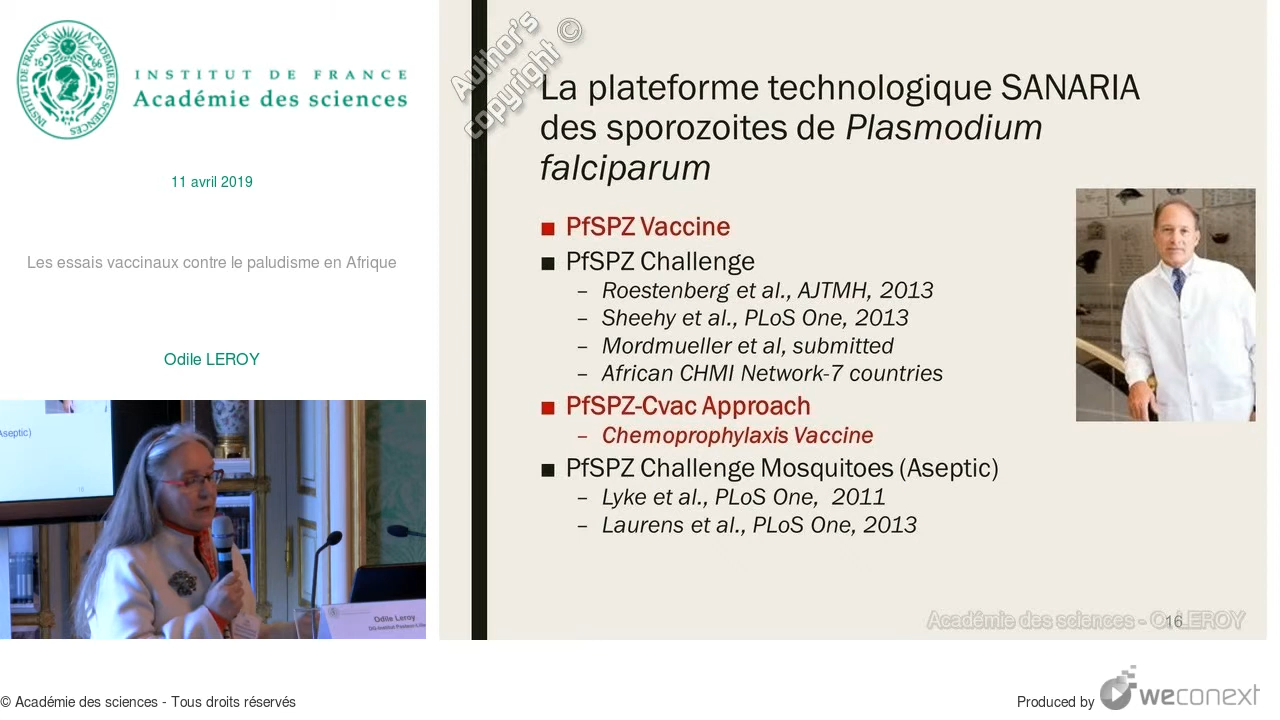 INSTITUT DE FRANCE
Académie des sciences
11 avril 2019
Les essais vaccinaux contre le paludisme en Afrique
Odile LEROY
Aseptic)
Odile Leroy
Author's
copyright ©
La plateforme technologique SANARIA
des sporozoites de Plasmodium
falciparum
■ PfSPZ Vaccine
■ PfSPZ Challenge
– Roestenberg et al., AJTMH, 2013
– Sheehy et al., PLoS One, 2013
– Mordmueller et al, submitted
– African CHMI Network-7 countries
■ PfSPZ-Cvac Approach
– Chemoprophylaxis Vaccine
■ PfSPZ Challenge Mosquitoes (Aseptic)
– Lyke et al., PLoS One, 2011
– Laurens et al., PLoS One, 2013
Académie des sciences - O. LEROY
16
© Académie des sciences - Tous droits réservés
Produced by weconext